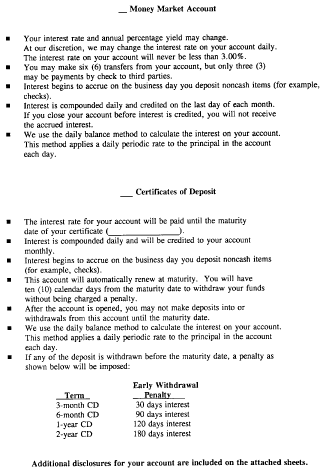 __ Money Market Account
■ Your interest rate and annual percentage yield may change.
At our discretion, we may change the interest rate on your account daily.
The interest rate on your account will never be less than 3.00%.
■ You may make six (6) transfers from your account, but only three (3)
may be payments by check to third parties.
■ Interest begins to accrue on the business day you deposit noncash items (for example,
checks).
■ Interest is compounded daily and credited on the last day of each month.
If you close your account before interest is credited, you will not receive
the accrued interest.
■ We use the daily balance method to calculate the interest on your account.
This method applies a daily periodic rate to the principal in the account
each day.
___ Certificates of Deposit
■ The interest rate for your account will be paid until the maturity
date of your certificate (______________).
■ Interest is compounded daily and will be credited to your account
monthly.
■ Interest begins to accrue on the business day you deposit noncash items
(for example, checks).
■ This account will automatically renew at maturity. You will have
ten (10) calendar days from the maturity date to withdraw your funds
without being charged a penalty.
■ After the account is opened, you may not make deposits into or
withdrawals from this account until the maturity date.
■ We use the daily balance method to calculate the interest on your account.
This method applies a daily periodic rate to the principal in the account
each day.
■ If any of the deposit is withdrawn before the maturity date, a penalty as
shown below will be imposed:
Early Withdrawal
Term Penalty
3-month CD 30 days interest
6-month CD 90 days interest
1-year CD 120 days interest
2-year CD 180 days interest
Additional disclosures for your account are included on the attached sheets.